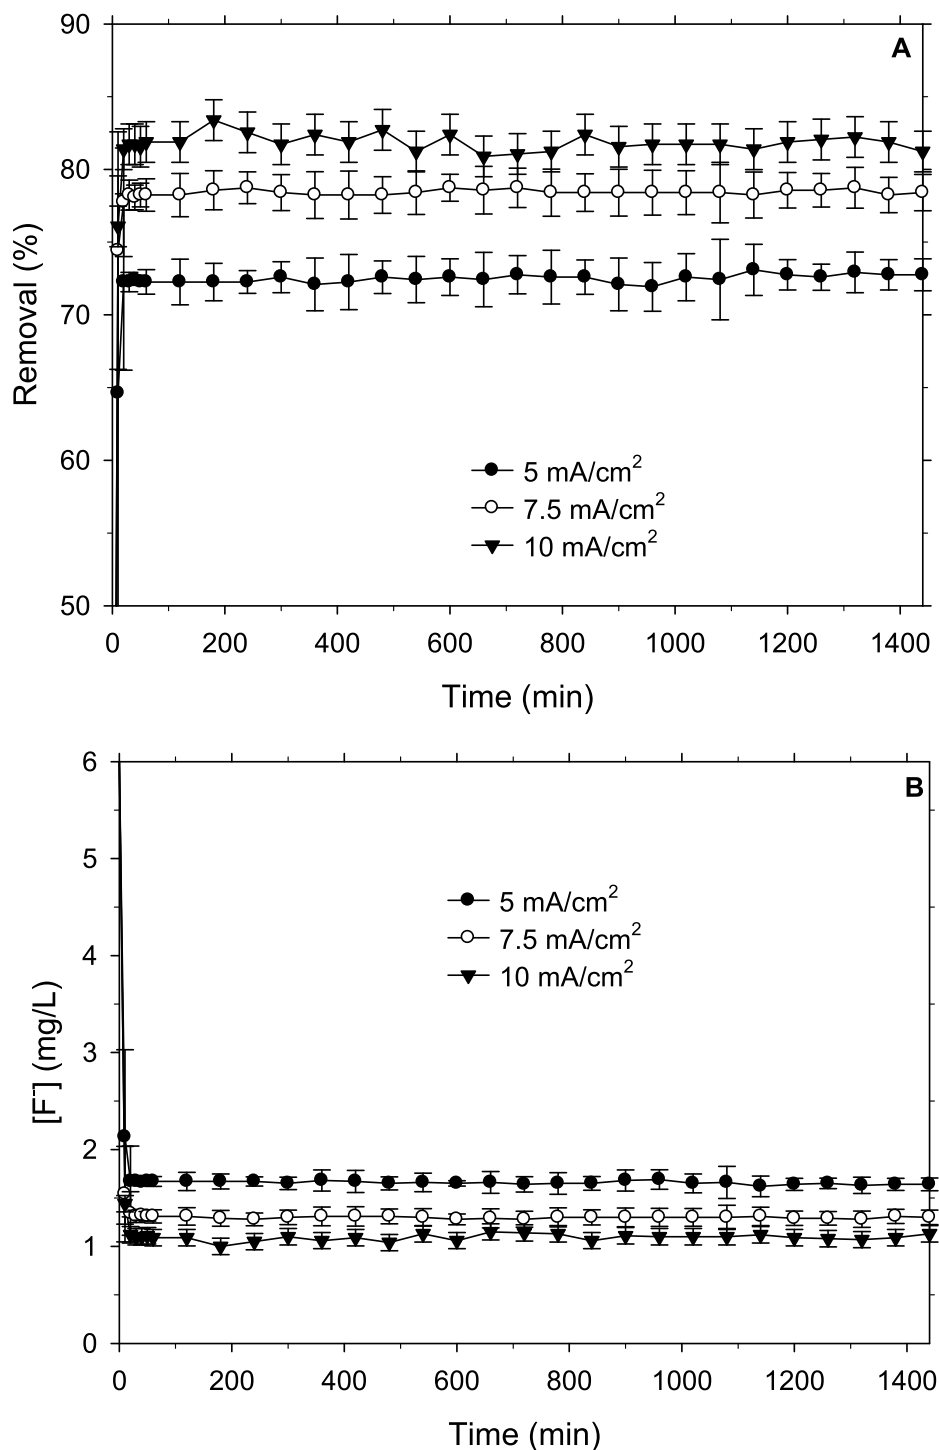 A
90
80
70
60
50
Removal (%)
5 mA/cm²
7.5 mA/cm²
10 mA/cm²
0 200 400 600 800 1000 1200 1400
Time (min)
B
6
5
4
3
2
1
0
[F⁻] (mg/L)
5 mA/cm²
7.5 mA/cm²
10 mA/cm²
0 200 400 600 800 1000 1200 1400
Time (min)